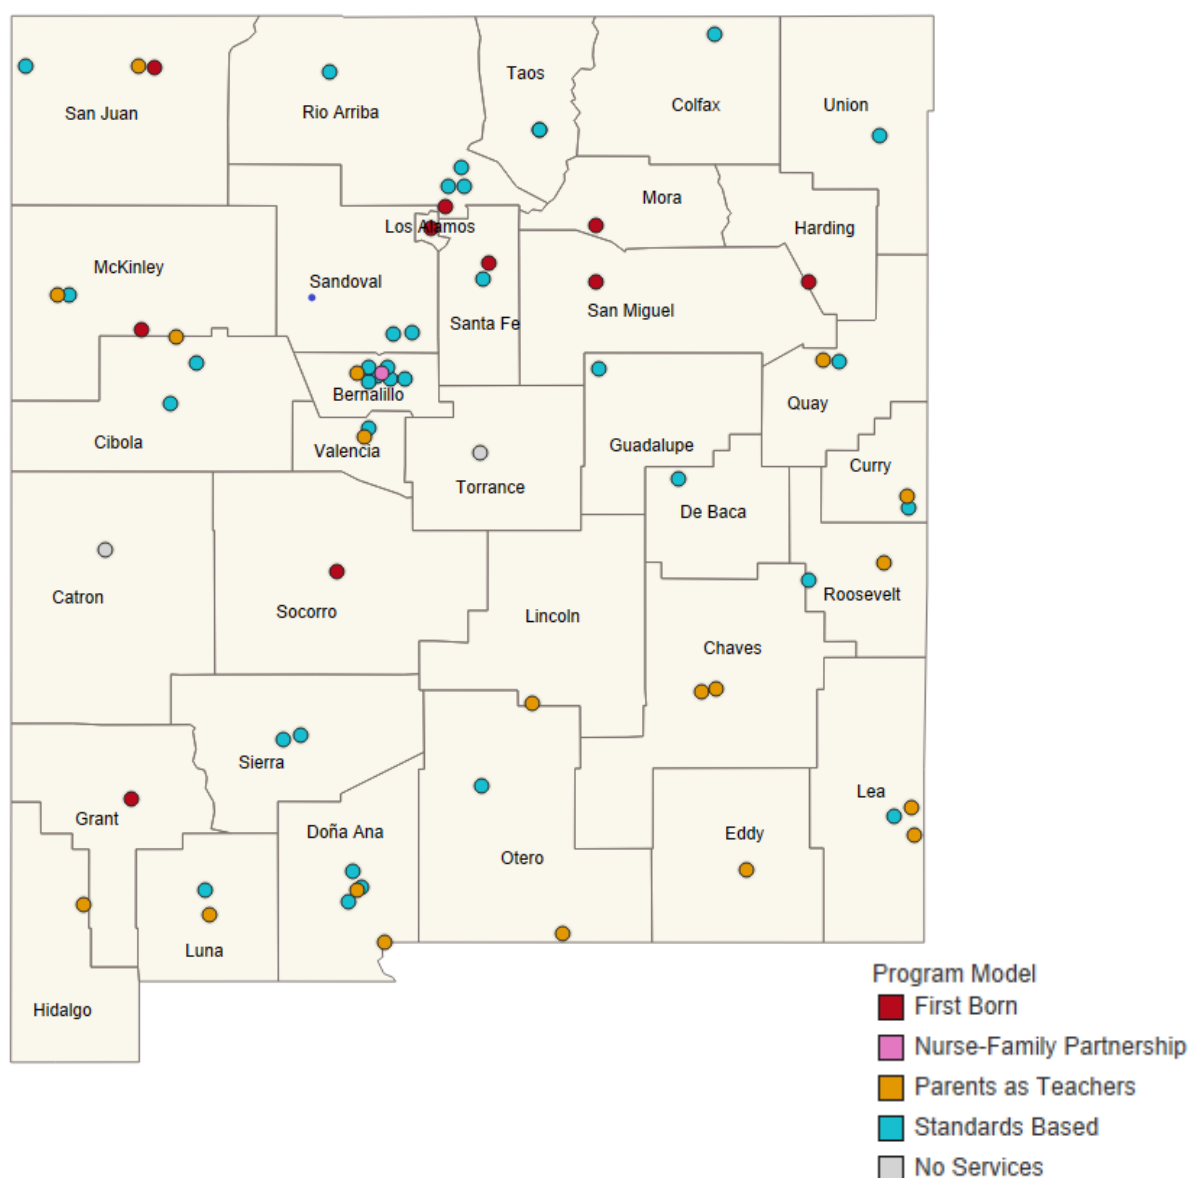 Taos
Colfax
Union
San Juan
Rio Arriba
Mora
Los Alamos
Harding
McKinley
Sandoval
San Miguel
Santa Fe
Bernalillo
Quay
Cibola
Valencia
Guadalupe
Curry
Torrance
De Baca
Catron
Socorro
Lincoln
Roosevelt
Chaves
Sierra
Lea
Grant
Doña Ana
Eddy
Otero
Luna
Hidalgo
Program Model
First Born
Nurse-Family Partnership
Parents as Teachers
Standards Based
No Services